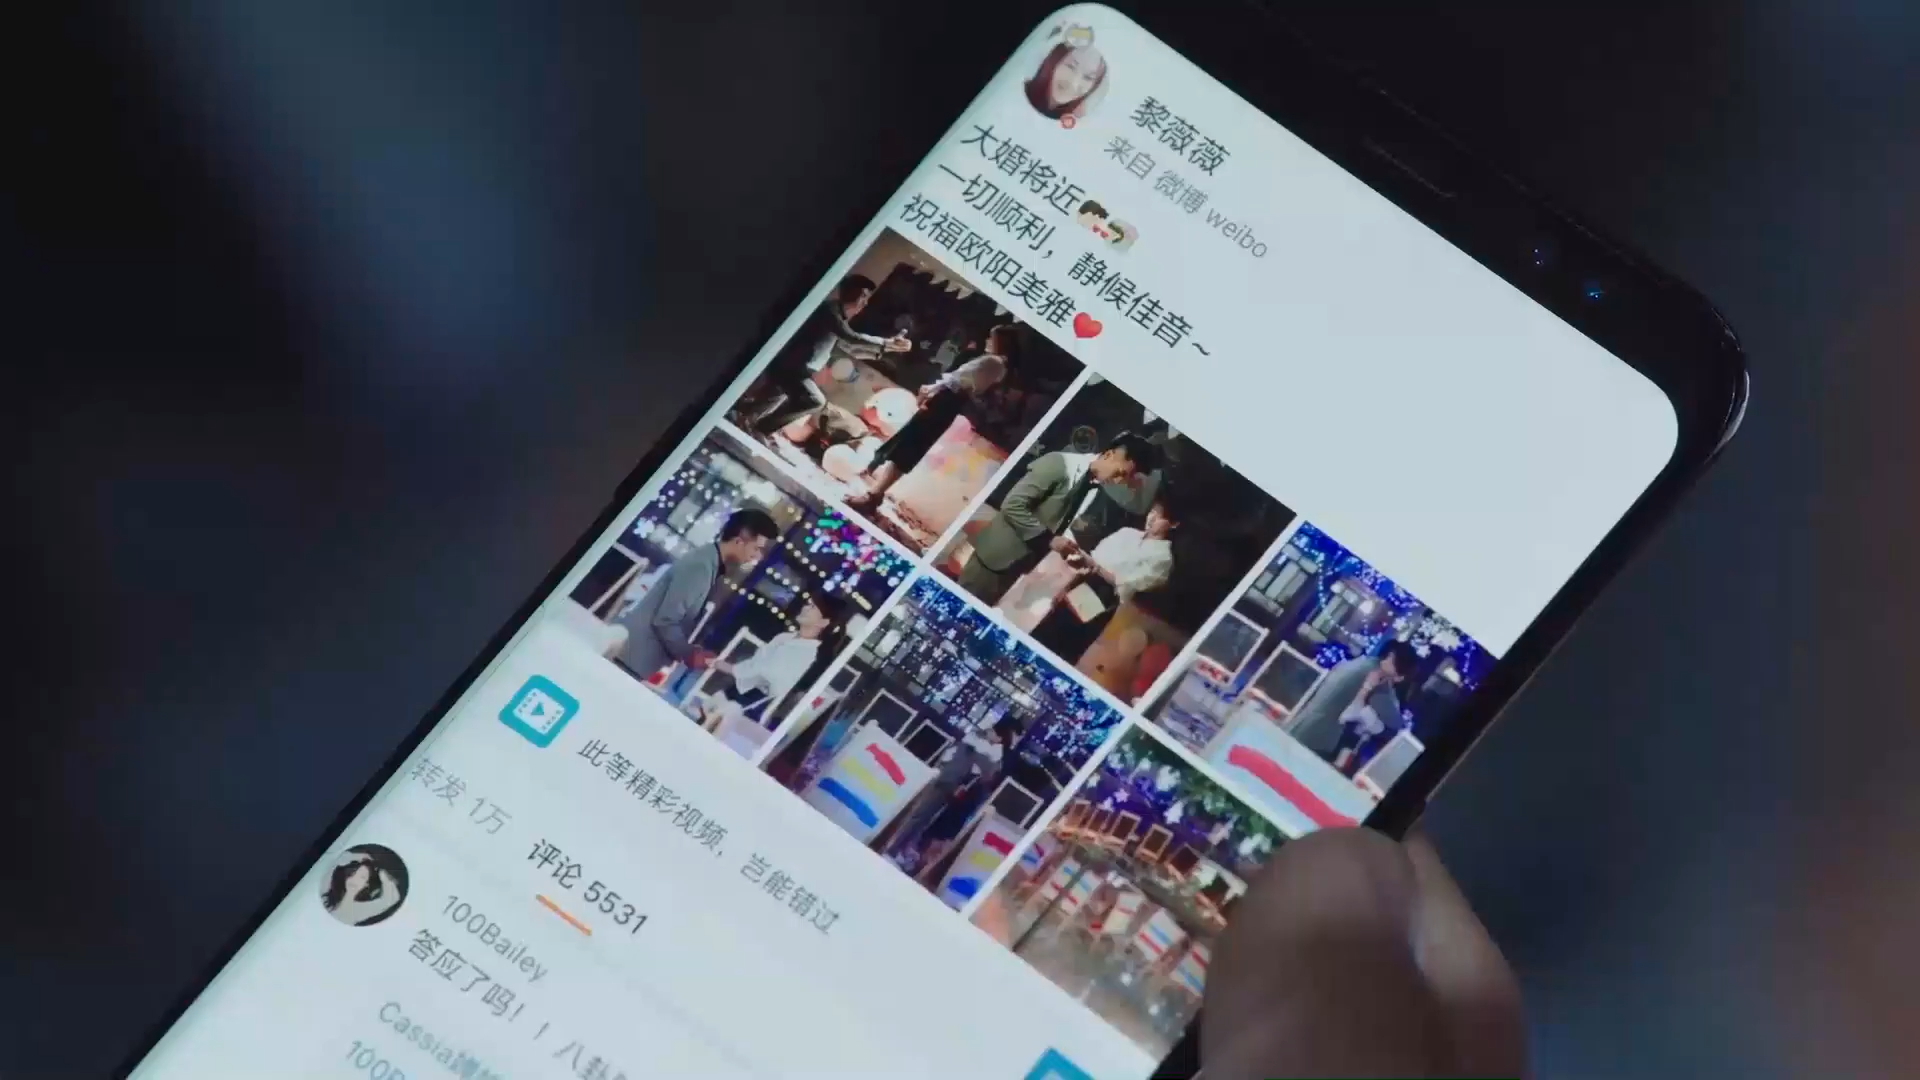 黎薇薇
来自 微博 weibo
大婚将近
一切顺利，静候佳音~
祝福欧阳美雅
此等精彩视频，岂能错过
转发 1万
评论 5531
100Bailey
答应了吗！！八卦
Cassia